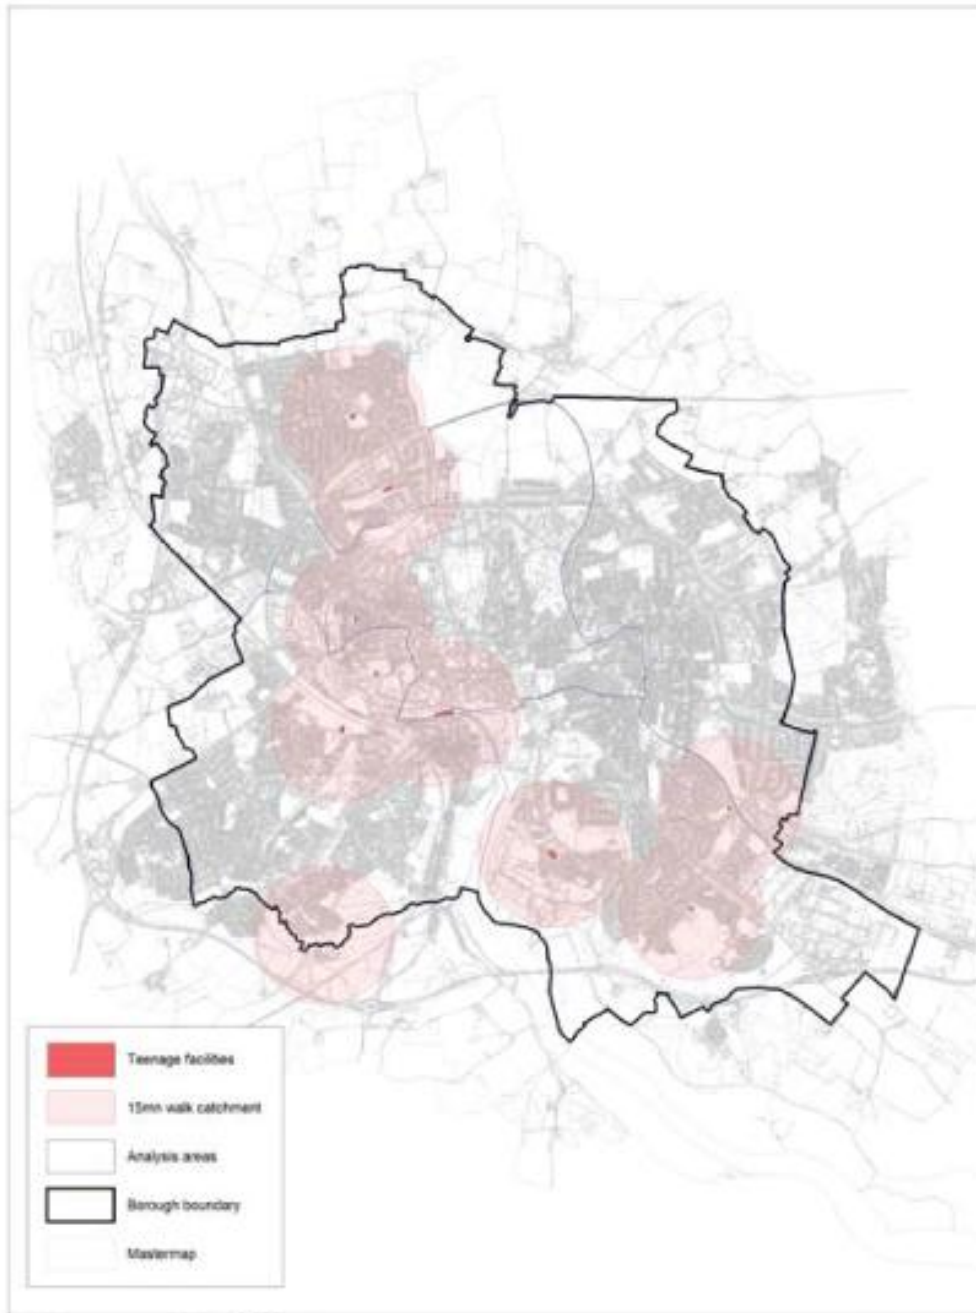 Teenage facilities
15mn walk catchment
Analysis areas
Borough boundary
Mastermap